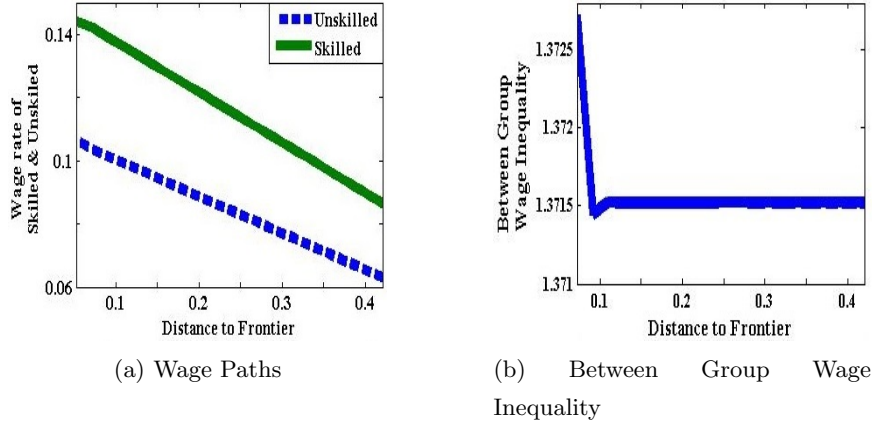 0.14
0.1
0.06
Wage rate of
Skilled & Unskiled
Unskilled
Skilled
0.1 0.2 0.3 0.4
Distance to Frontier
(a) Wage Paths
1.3725
1.372
1.3715
1.371
Between Group
Wage Inequality
0.1 0.2 0.3 0.4
Distance to Frontier
(b) Between Group Wage
Inequality